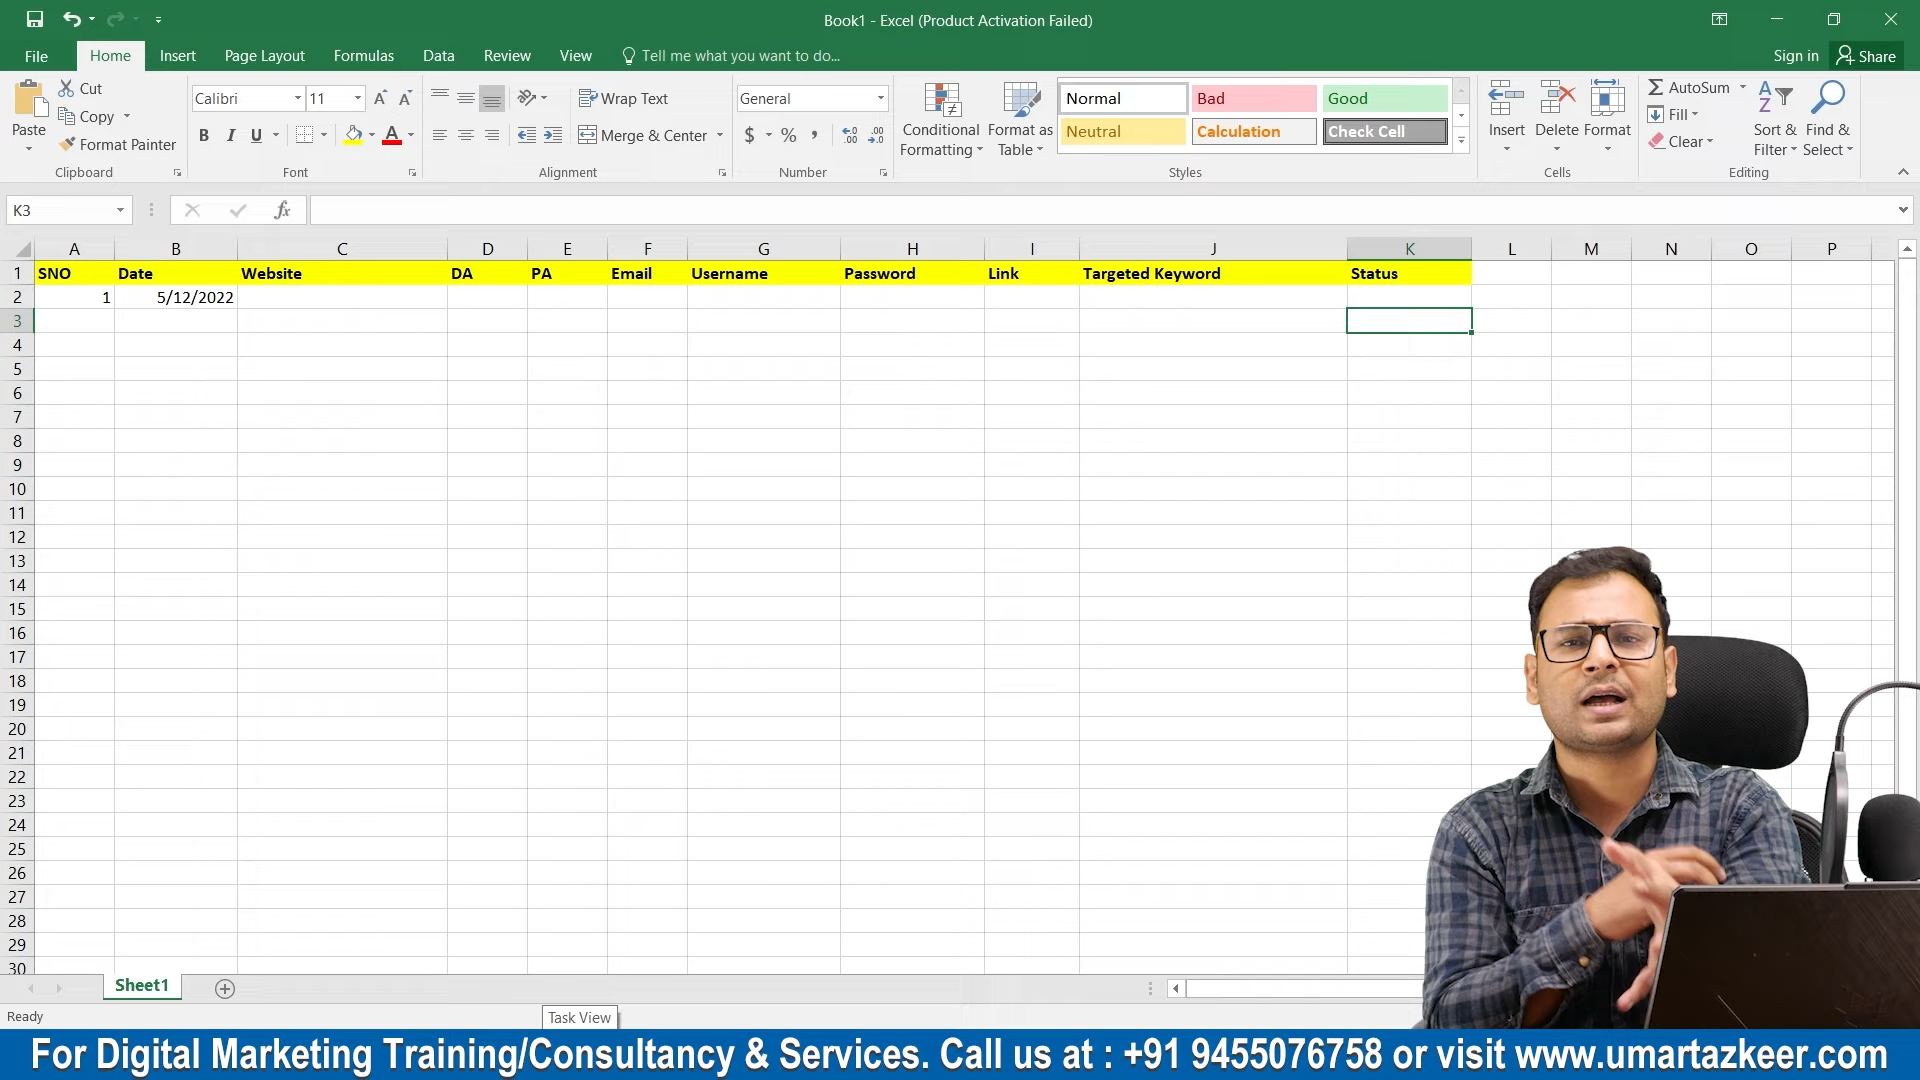 Book1 - Excel (Product Activation Failed)
File Home Insert Page Layout Formulas Data Review View Tell me what you want to do... Sign in Share
Paste
Cut
Copy
Format Painter
Clipboard
Calibri 11 A A
B I U A
Font
Wrap Text
Merge & Center
Alignment
General
$ % ,
Number
Conditional Formatting
Format as Table
Normal Bad Good
Neutral Calculation Check Cell
Styles
Insert Delete Format
Cells
AutoSum
Fill
Clear
Sort & Filter
Find & Select
Editing
K3 fx
A B C D E F G H I J K L M N O P
1 SNO Date Website DA PA Email Username Password Link Targeted Keyword Status
2 1 5/12/2022
3
4
5
6
7
8
9
10
11
12
13
14
15
16
17
18
19
20
21
22
23
24
25
26
27
28
29
30
Sheet1
Ready
Task View
For Digital Marketing Training/Consultancy & Services. Call us at : +91 9455076758 or visit www.umartazkeer.com